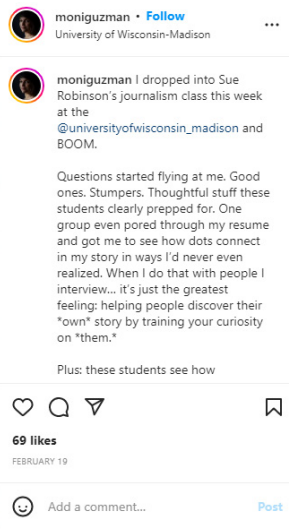 moniguzman • Follow
University of Wisconsin-Madison
moniguzman I dropped into Sue
Robinson's journalism class this week
at the
@universityofwisconsin_madison and
BOOM.
Questions started flying at me. Good
ones. Stumpers. Thoughtful stuff these
students clearly prepped for. One
group even pored through my resume
and got me to see how dots connect
in my story in ways I'd never even
realized. When I do that with people I
interview... it's just the greatest
feeling: helping people discover their
*own* story by training your curiosity
on *them.*
Plus: these students see how
69 likes
FEBRUARY 19
Add a comment...
Post